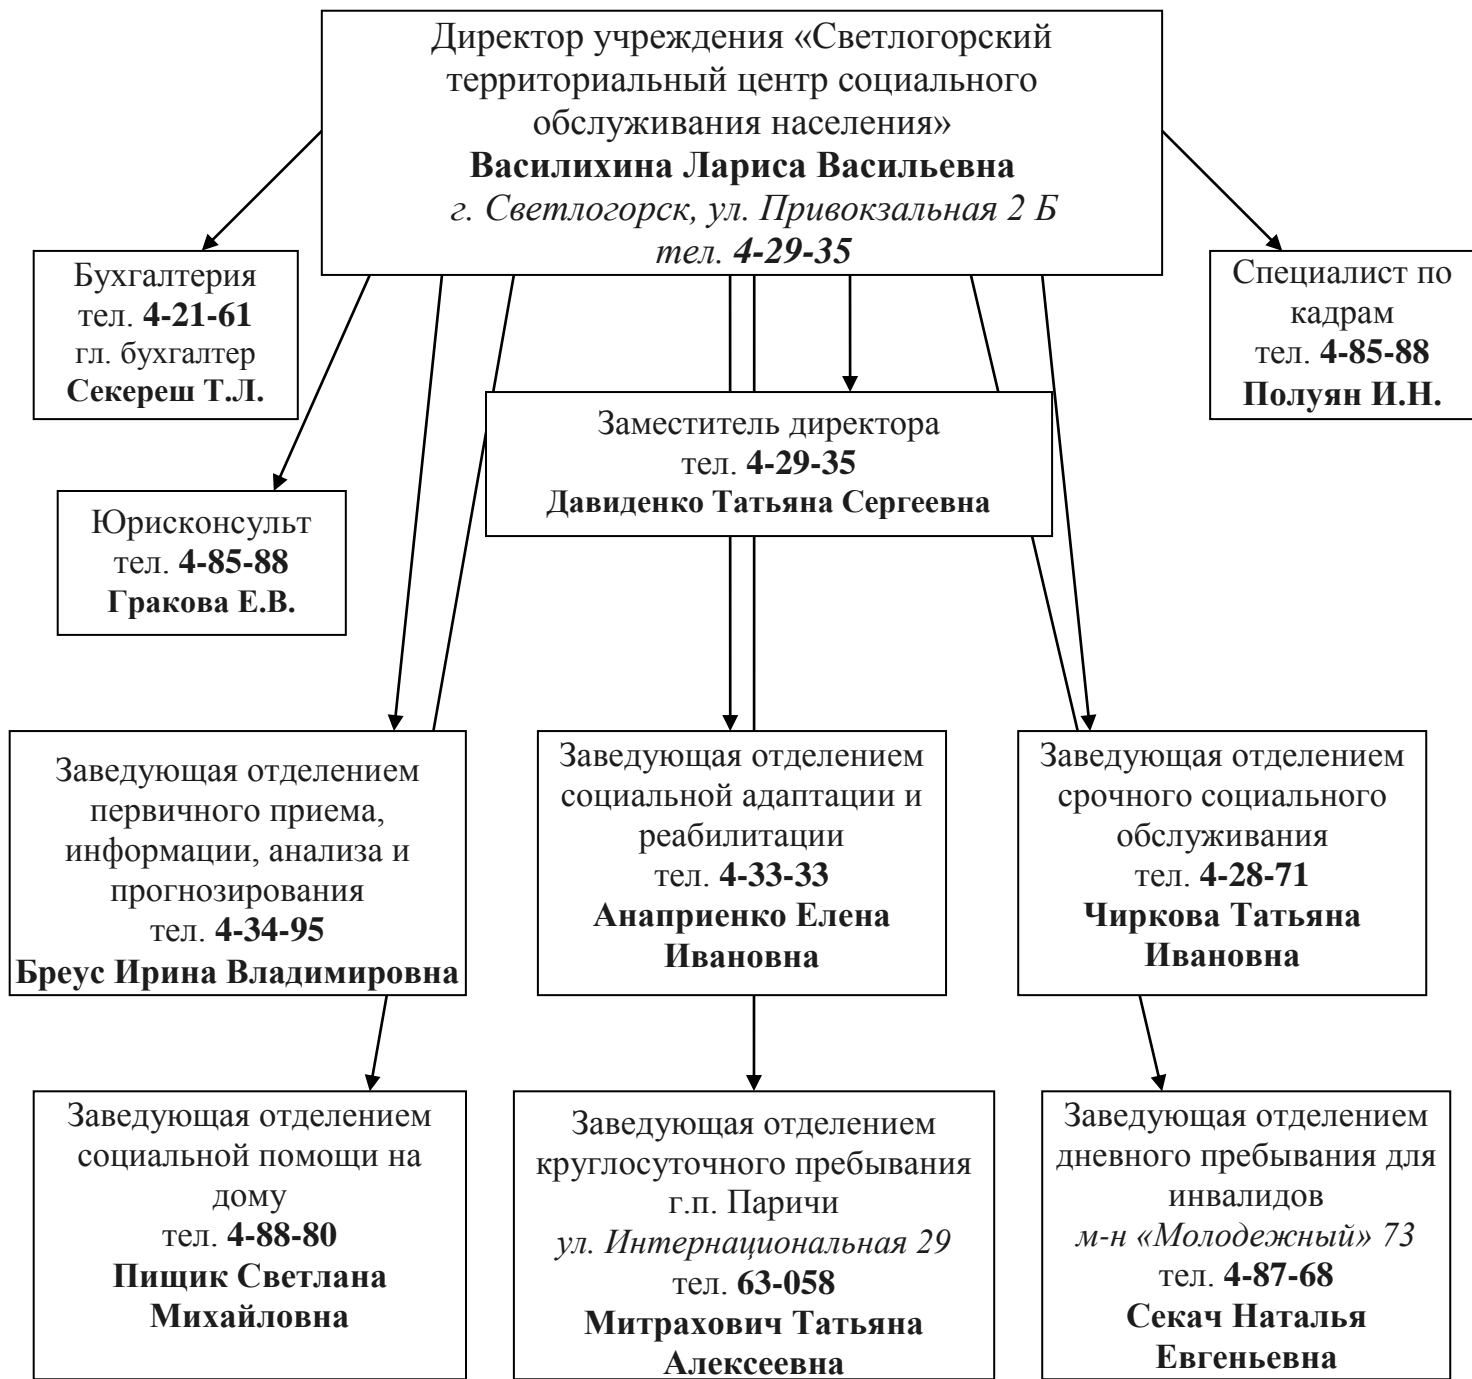 Директор учреждения «Светлогорский
территориальный центр социального
обслуживания населения»
Василихина Лариса Васильевна
г. Светлогорск, ул. Привокзальная 2 Б
тел. 4-29-35
Бухгалтерия
тел. 4-21-61
гл. бухгалтер
Секереш Т.Л.
Специалист по
кадрам
тел. 4-85-88
Полуян И.Н.
Заместитель директора
тел. 4-29-35
Давиденко Татьяна Сергеевна
Юрисконсульт
тел. 4-85-88
Гракова Е.В.
Заведующая отделением
первичного приема,
информации, анализа и
прогнозирования
тел. 4-34-95
Бреус Ирина Владимировна
Заведующая отделением
социальной адаптации и
реабилитации
тел. 4-33-33
Анаприенко Елена
Ивановна
Заведующая отделением
срочного социального
обслуживания
тел. 4-28-71
Чиркова Татьяна
Ивановна
Заведующая отделением
социальной помощи на
дому
тел. 4-88-80
Пищик Светлана
Михайловна
Заведующая отделением
круглосуточного пребывания
г.п. Паричи
ул. Интернациональная 29
тел. 63-058
Митрахович Татьяна
Алексеевна
Заведующая отделением
дневного пребывания для
инвалидов
м-н «Молодежный» 73
тел. 4-87-68
Секач Наталья
Евгеньевна